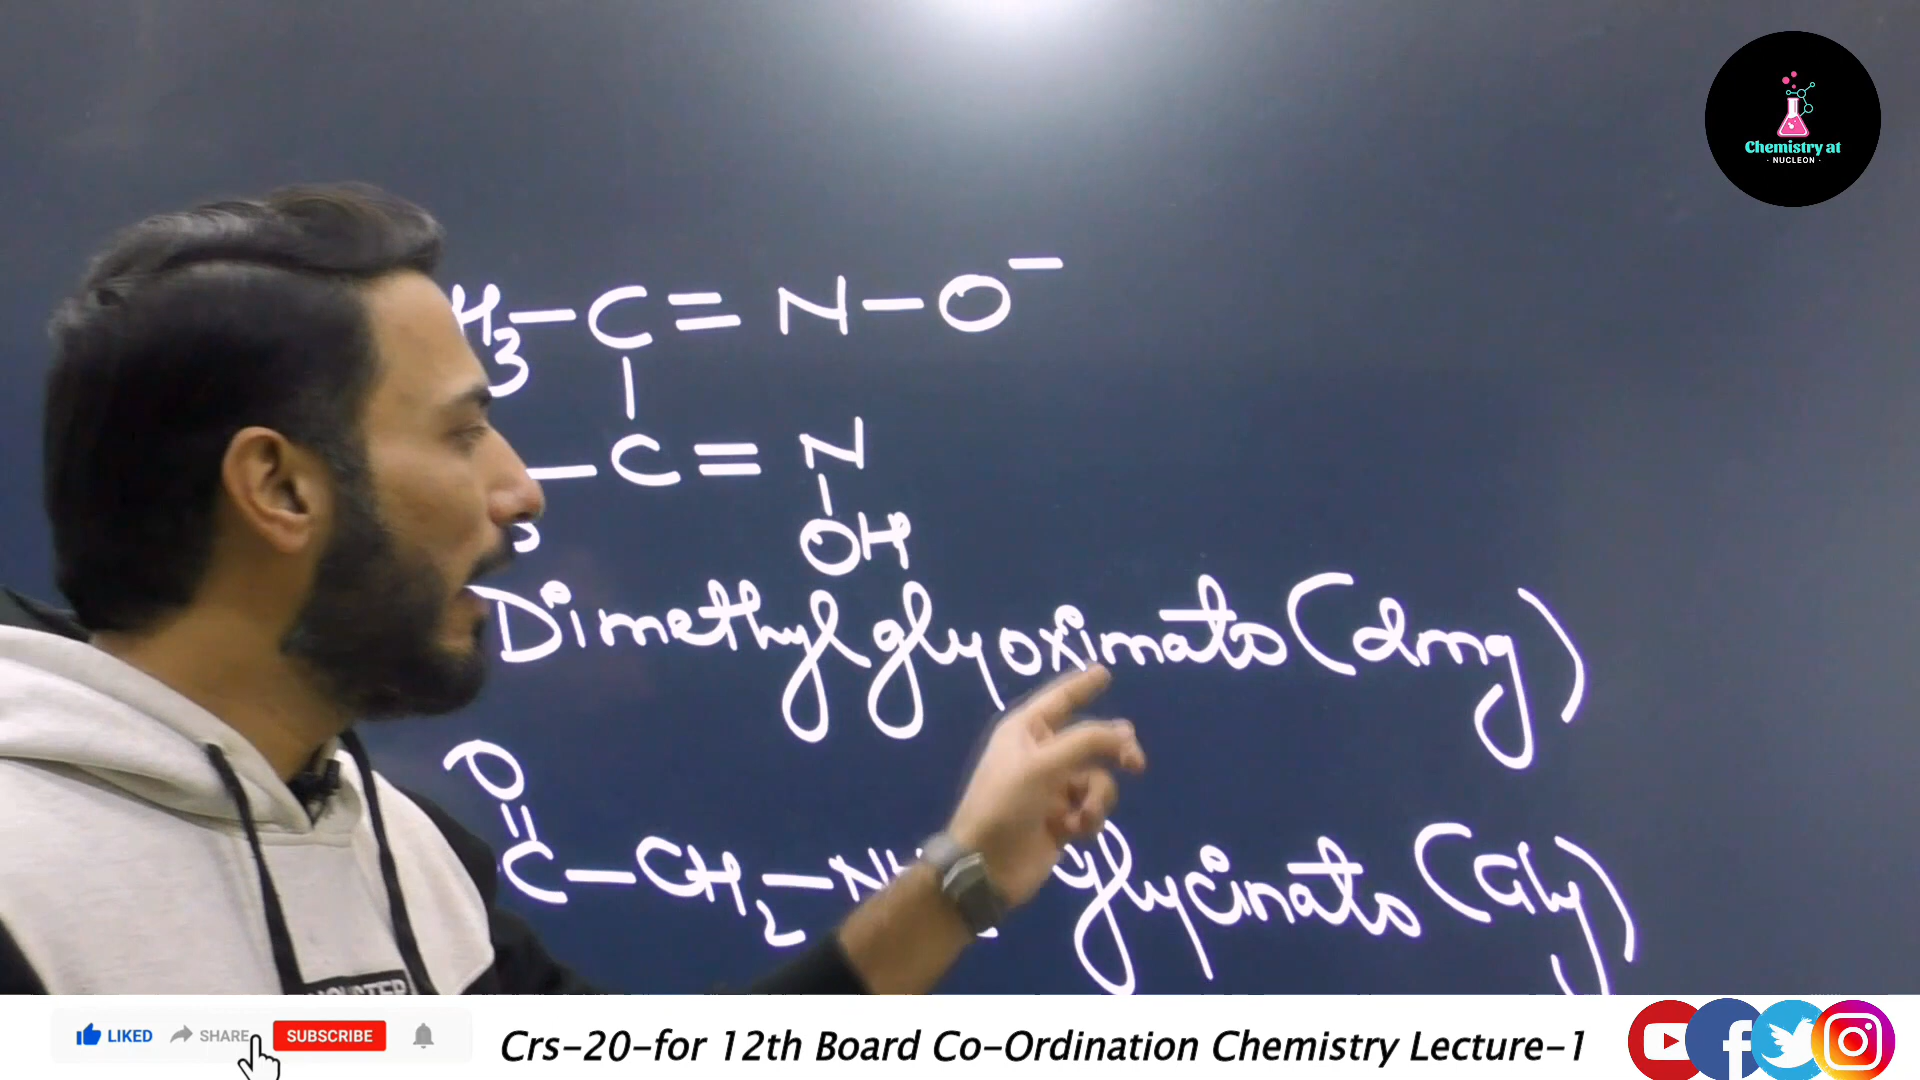 Chemistry at
· NUCLEON ·
H3–C=N–O⁻
–C=N
OH
Dimethylglyoximato (dmg)
O
C–CH2–N glycinato (Gly)
LIKED SHARE SUBSCRIBE Crs-20-for 12th Board Co-Ordination Chemistry Lecture-1